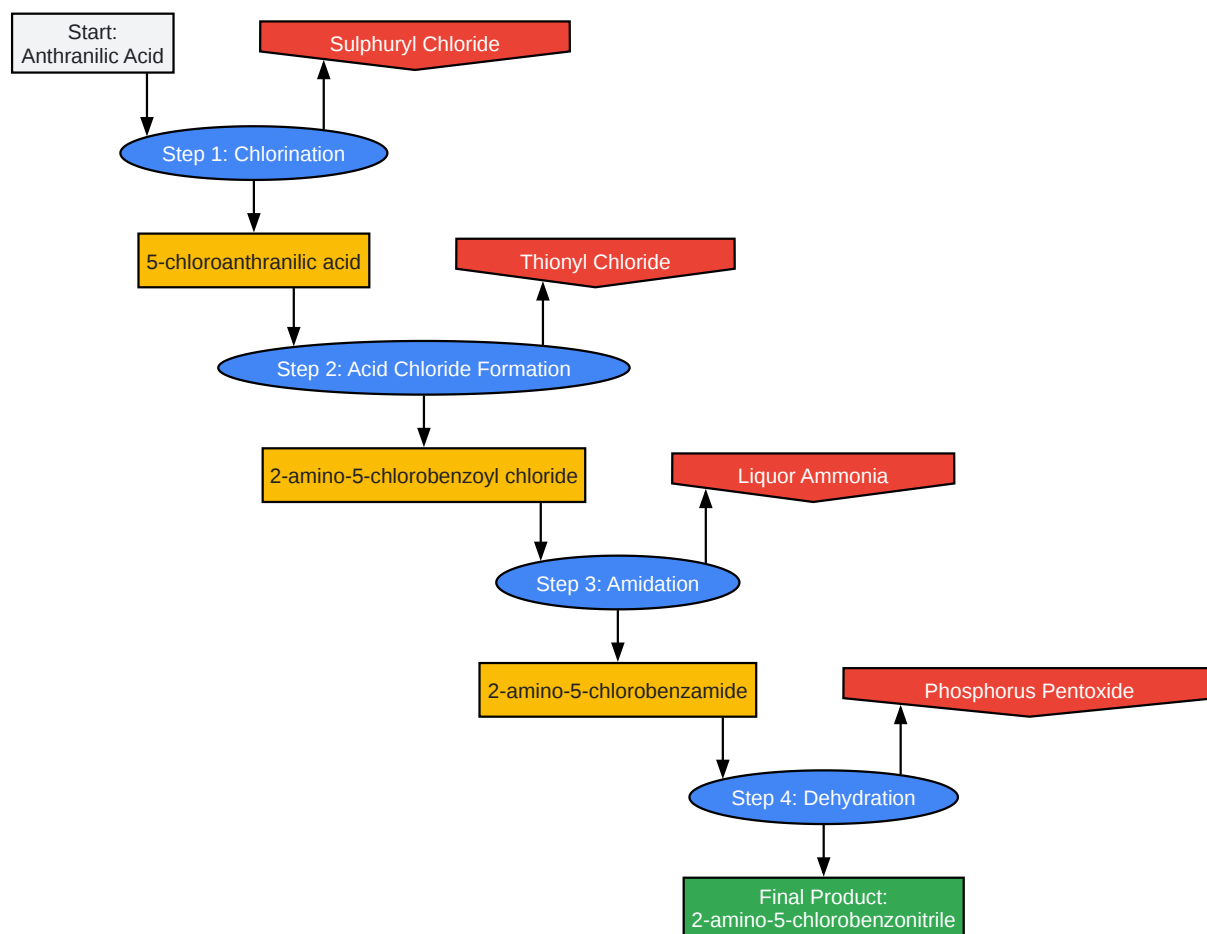 Start:
Anthranilic Acid
Sulphuryl Chloride
Step 1: Chlorination
5-chloroanthranilic acid
Thionyl Chloride
Step 2: Acid Chloride Formation
2-amino-5-chlorobenzoyl chloride
Liquor Ammonia
Step 3: Amidation
2-amino-5-chlorobenzamide
Phosphorus Pentoxide
Step 4: Dehydration
Final Product:
2-amino-5-chlorobenzonitrile